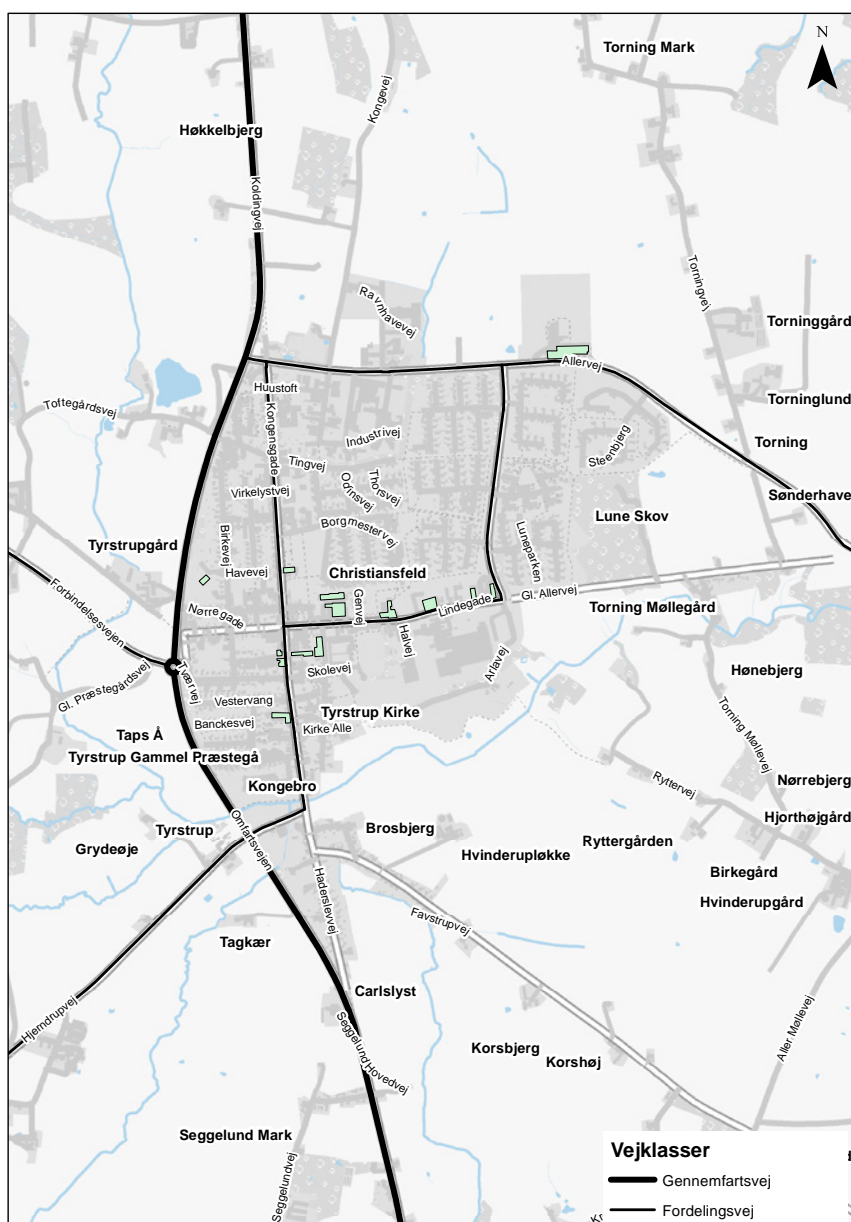 N
Torning Mark
Kongevej
Høkkelbjerg
Koldingvej
Torningvej
Ravnhavevej
Torninggård
Allervej
Huustoft
Toftegårdsvej
Kongensgade
Torninglund
Industrivej
Steenbjerg
Torning
Tingvej
Thorsvej
Odinsvej
Virkelystvej
Sønderhave
Lune Skov
Borgmestervej
Birkevej
Tyrstrupgård
Luneparken
Havevej
Christiansfeld
Forbindelsesvejen
Genvej
Gl. Allervej
Lindegade
Torning Møllegård
Nørregade
Halvej
Arlavej
Hønebjerg
Skolevej
Tværvej
Gl. Præstegårdsvej
Vestervang
Tyrstrup Kirke
Torning Møllevej
Banckesvej
Kirke Alle
Taps Å
Tyrstrup Gammel Præstegå
Nørrebjerg
Kongebro
Ryttervej
Hjorthøjgård
Omfartsvejen
Tyrstrup
Brosbjerg
Ryttergården
Grydeøje
Hvinderupløkke
Birkegård
Haderslevvej
Hvinderupgård
Favstrupvej
Tagkær
Carlslyst
Hjerndrupvej
Aller Møllevej
Seggelund Hovedvej
Korsbjerg
Korshøj
Seggelund Mark
Seggelundvej
Vejklasser
Gennemfartsvej
Fordelingsvej